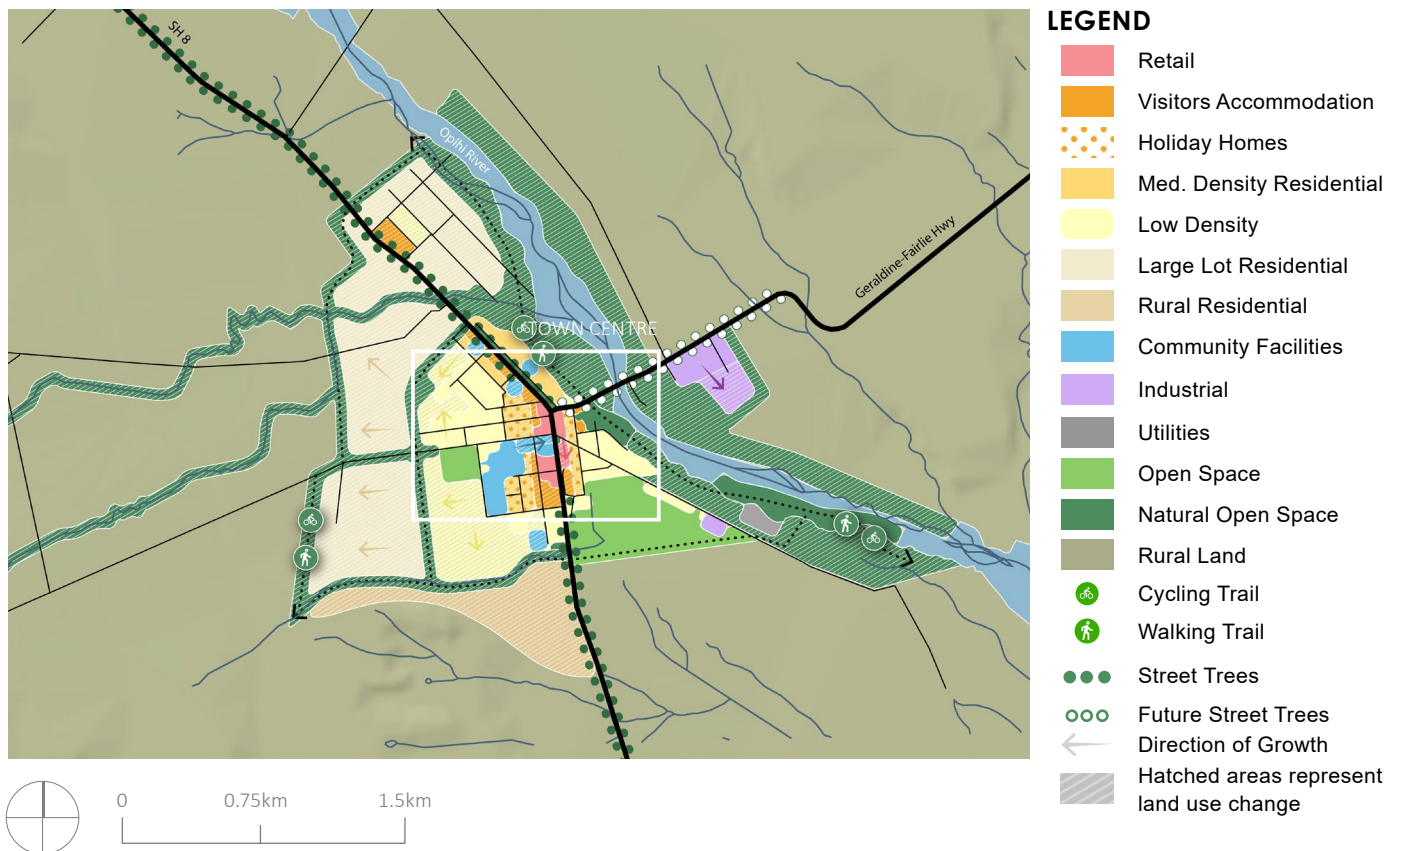 SH 8
Opihi River
Geraldine-Fairlie Hwy
TOWN CENTRE
0
0.75km
1.5km
LEGEND
Retail
Visitors Accommodation
Holiday Homes
Med. Density Residential
Low Density
Large Lot Residential
Rural Residential
Community Facilities
Industrial
Utilities
Open Space
Natural Open Space
Rural Land
Cycling Trail
Walking Trail
Street Trees
Future Street Trees
Direction of Growth
Hatched areas represent
land use change